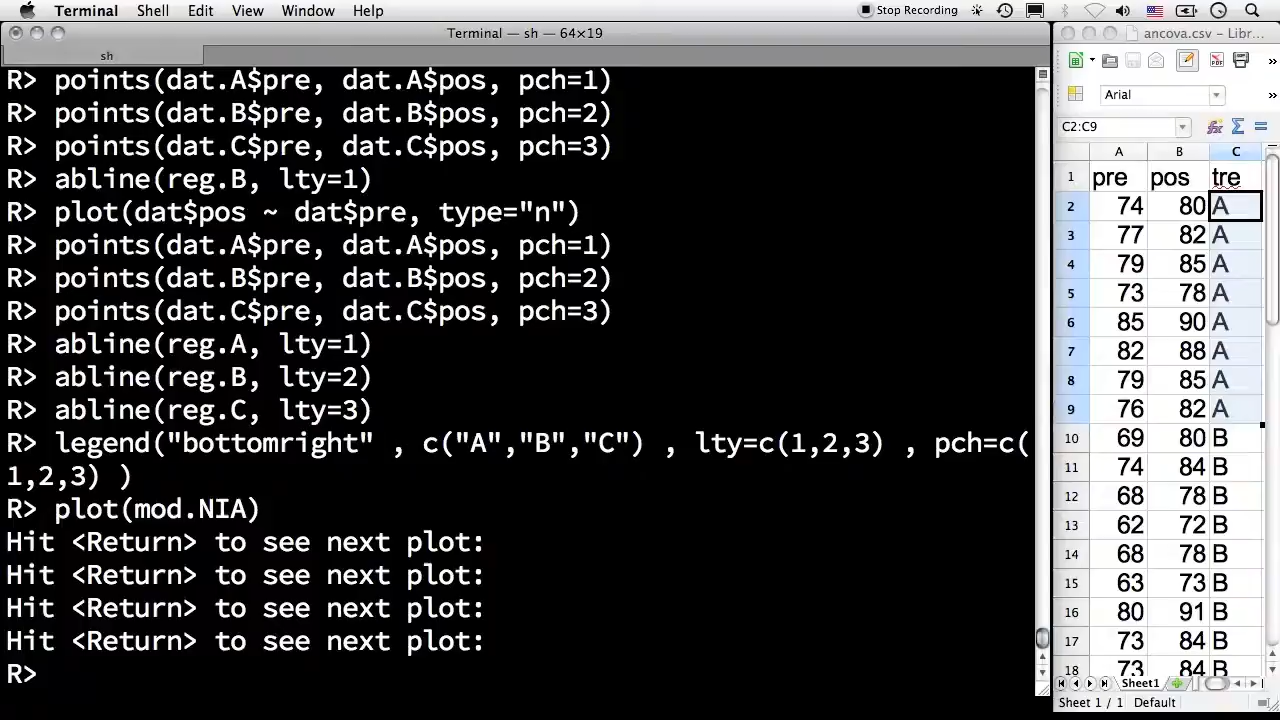 Terminal Shell Edit View Window Help Stop Recording
Terminal — sh — 64×19
sh
R> points(dat.A$pre, dat.A$pos, pch=1)
R> points(dat.B$pre, dat.B$pos, pch=2)
R> points(dat.C$pre, dat.C$pos, pch=3)
R> abline(reg.B, lty=1)
R> plot(dat$pos ~ dat$pre, type="n")
R> points(dat.A$pre, dat.A$pos, pch=1)
R> points(dat.B$pre, dat.B$pos, pch=2)
R> points(dat.C$pre, dat.C$pos, pch=3)
R> abline(reg.A, lty=1)
R> abline(reg.B, lty=2)
R> abline(reg.C, lty=3)
R> legend("bottomright" , c("A","B","C") , lty=c(1,2,3) , pch=c(
1,2,3) )
R> plot(mod.NIA)
Hit <Return> to see next plot:
Hit <Return> to see next plot:
Hit <Return> to see next plot:
Hit <Return> to see next plot:
R>
ancova.csv – Libr...
Arial
C2:C9
A B C
1 pre pos tre
2 74 80 A
3 77 82 A
4 79 85 A
5 73 78 A
6 85 90 A
7 82 88 A
8 79 85 A
9 76 82 A
10 69 80 B
11 74 84 B
12 68 78 B
13 62 72 B
14 68 78 B
15 63 73 B
16 80 91 B
17 73 84 B
18 73 84 B
Sheet1
Sheet 1 / 1 Default